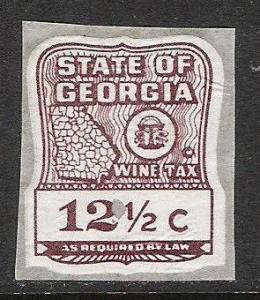 STATE OF
GEORGIA
WINE TAX
12 1/2 C
AS REQUIRED BY LAW